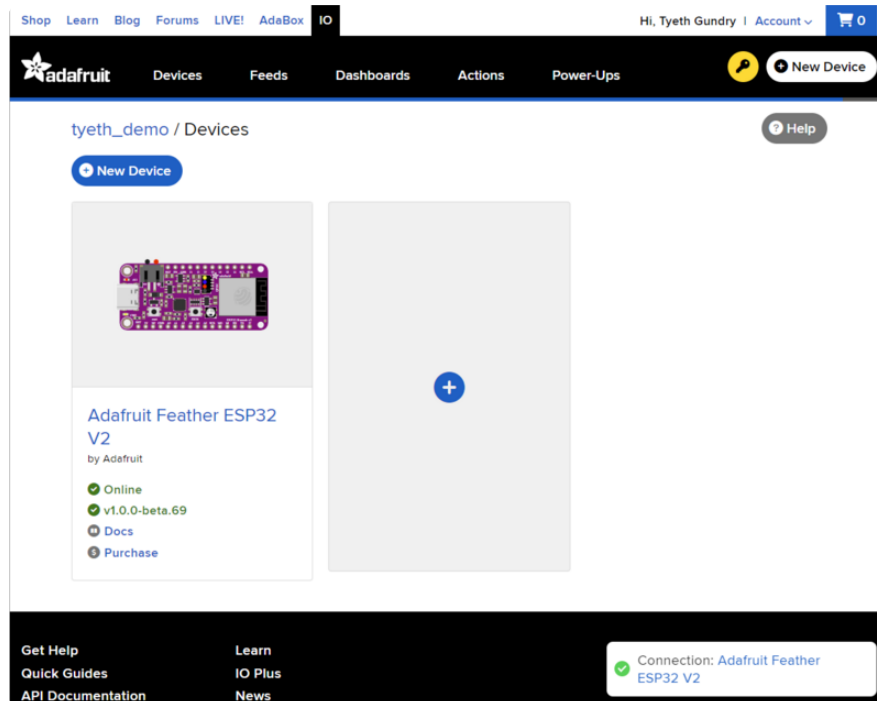 Shop Learn Blog Forums LIVE! AdaBox IO Hi, Tyeth Gundry | Account 0
adafruit Devices Feeds Dashboards Actions Power-Ups New Device
tyeth_demo / Devices Help
New Device
Adafruit Feather ESP32
V2
by Adafruit
Online
v1.0.0-beta.69
Docs
Purchase
Get Help Learn
Quick Guides IO Plus
API Documentation News
Connection: Adafruit Feather
ESP32 V2